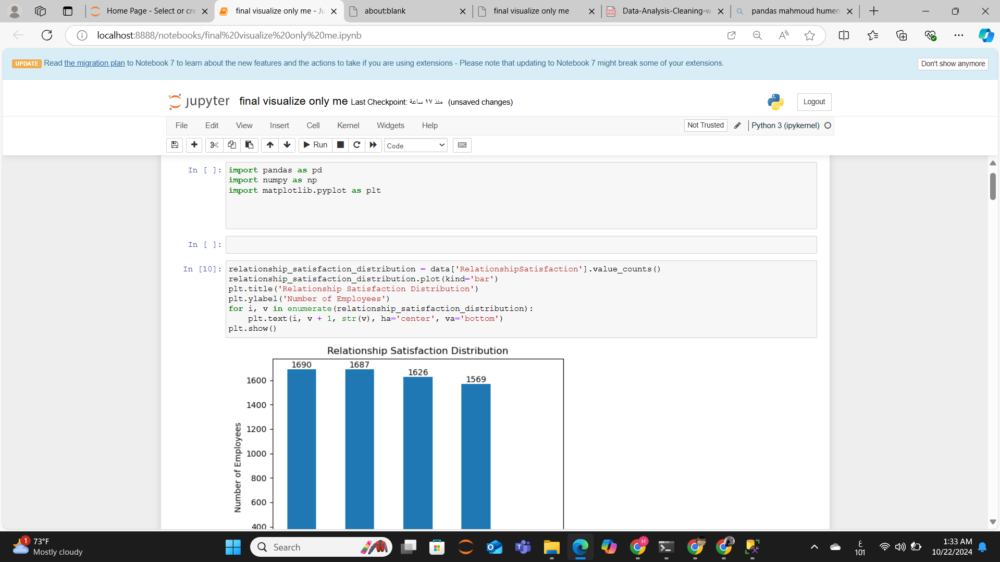 Home Page - Select or cre
final visualize only me - Ju
about:blank
final visualize only me
Data-Analysis-Cleaning-w
pandas mahmoud humen
localhost:8888/notebooks/final%20visualize%20only%20me.ipynb
UPDATE Read the migration plan to Notebook 7 to learn about the new features and the actions to take if you are using extensions - Please note that updating to Notebook 7 might break some of your extensions.
Don't show anymore
jupyter final visualize only me Last Checkpoint: منذ ١٧ ساعة (unsaved changes)
Logout
File Edit View Insert Cell Kernel Widgets Help
Not Trusted
Python 3 (ipykernel)
Run
Code
In [ ]:
import pandas as pd
import numpy as np
import matplotlib.pyplot as plt
In [ ]:
In [10]:
relationship_satisfaction_distribution = data['RelationshipSatisfaction'].value_counts()
relationship_satisfaction_distribution.plot(kind='bar')
plt.title('Relationship Satisfaction Distribution')
plt.ylabel('Number of Employees')
for i, v in enumerate(relationship_satisfaction_distribution):
    plt.text(i, v + 1, str(v), ha='center', va='bottom')
plt.show()
Relationship Satisfaction Distribution
1690 1687 1626 1569
1600
1400
1200
1000
800
600
400
Number of Employees
1
73°F
Mostly cloudy
Search
H
ع
101
1:33 AM
10/22/2024